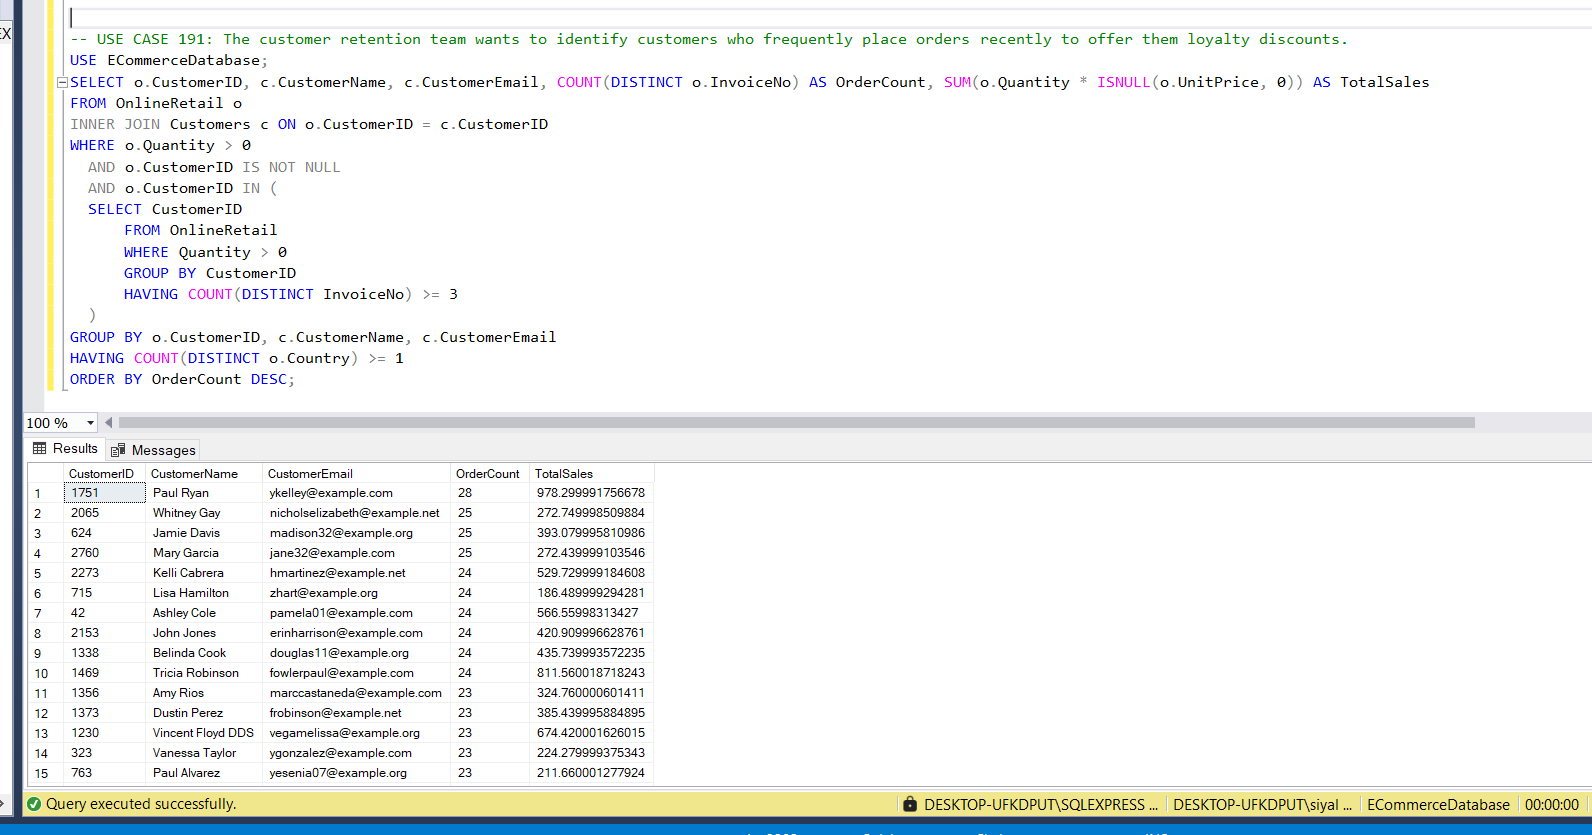 EX
-- USE CASE 191: The customer retention team wants to identify customers who frequently place orders recently to offer them loyalty discounts.
USE ECommerceDatabase;
SELECT o.CustomerID, c.CustomerName, c.CustomerEmail, COUNT(DISTINCT o.InvoiceNo) AS OrderCount, SUM(o.Quantity * ISNULL(o.UnitPrice, 0)) AS TotalSales
FROM OnlineRetail o
INNER JOIN Customers c ON o.CustomerID = c.CustomerID
WHERE o.Quantity > 0
AND o.CustomerID IS NOT NULL
AND o.CustomerID IN (
SELECT CustomerID
FROM OnlineRetail
WHERE Quantity > 0
GROUP BY CustomerID
HAVING COUNT(DISTINCT InvoiceNo) >= 3
)
GROUP BY o.CustomerID, c.CustomerName, c.CustomerEmail
HAVING COUNT(DISTINCT o.Country) >= 1
ORDER BY OrderCount DESC;
100 %
Results Messages
CustomerID CustomerName CustomerEmail OrderCount TotalSales
1 1751 Paul Ryan ykelley@example.com 28 978.299991756678
2 2065 Whitney Gay nicholselizabeth@example.net 25 272.749998509884
3 624 Jamie Davis madison32@example.org 25 393.079995810986
4 2760 Mary Garcia jane32@example.com 25 272.439999103546
5 2273 Kelli Cabrera hmartinez@example.net 24 529.729999184608
6 715 Lisa Hamilton zhart@example.org 24 186.489999294281
7 42 Ashley Cole pamela01@example.com 24 566.55998313427
8 2153 John Jones erinharrison@example.com 24 420.909996628761
9 1338 Belinda Cook douglas11@example.org 24 435.739993572235
10 1469 Tricia Robinson fowlerpaul@example.com 24 811.560018718243
11 1356 Amy Rios marccastaneda@example.com 23 324.760000601411
12 1373 Dustin Perez frobinson@example.net 23 385.439995884895
13 1230 Vincent Floyd DDS vegamelissa@example.org 23 674.420001626015
14 323 Vanessa Taylor ygonzalez@example.com 23 224.279999375343
15 763 Paul Alvarez yesenia07@example.org 23 211.660001277924
Query executed successfully. DESKTOP-UFKDPUT\SQLEXPRESS ... DESKTOP-UFKDPUT\siyal ... ECommerceDatabase 00:00:00